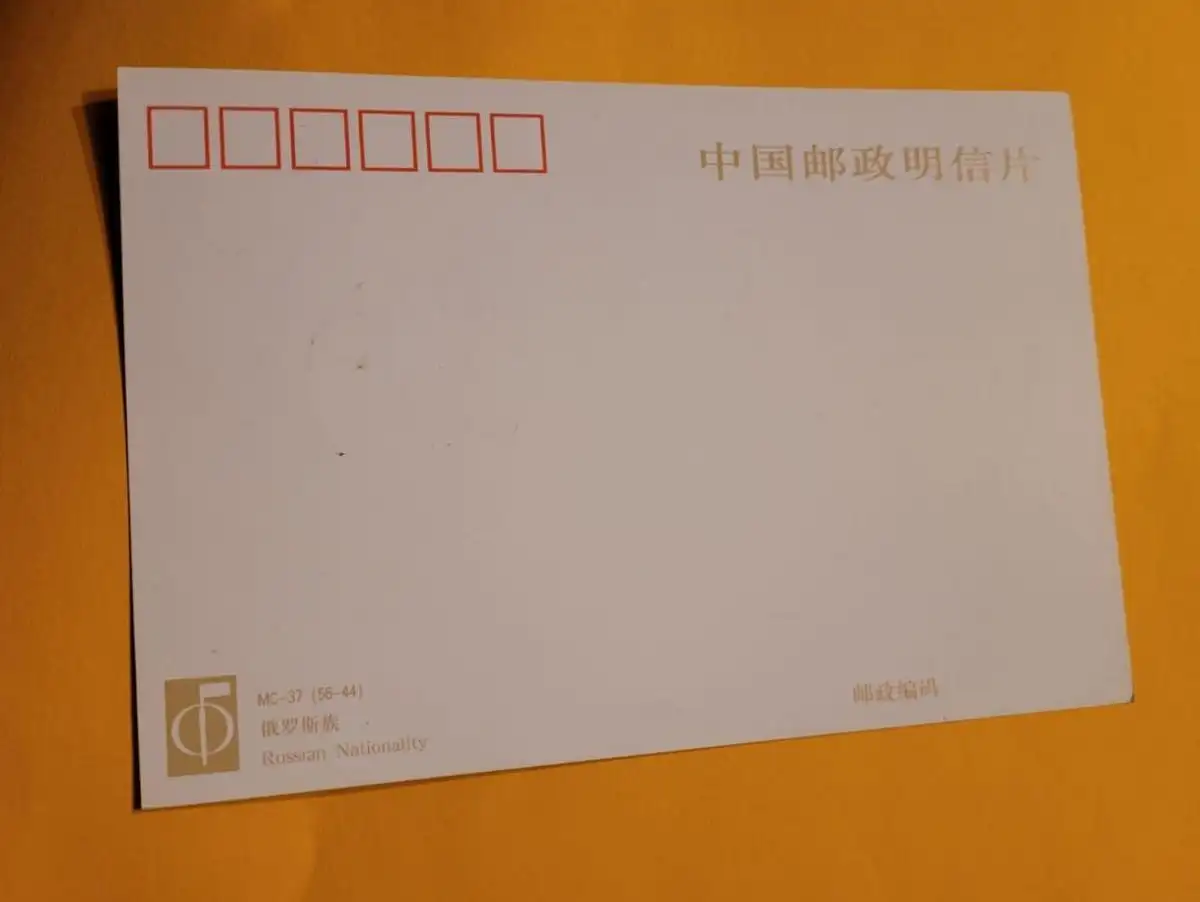 中国邮政明信片
MC-37 (56-44)
俄罗斯族
Rossian Nationality
邮政编码